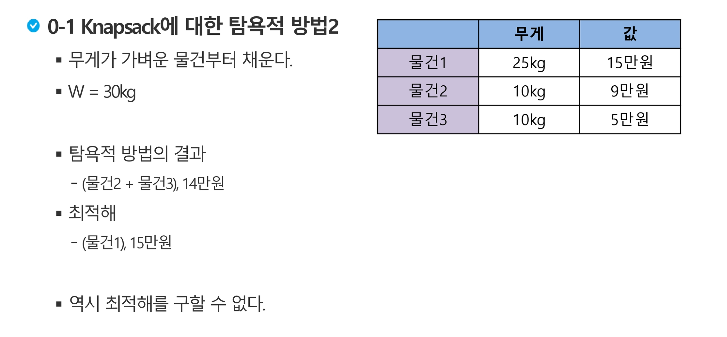 0-1 Knapsack에 대한 탐욕적 방법2
▪ 무게가 가벼운 물건부터 채운다.
▪ W = 30kg
▪ 탐욕적 방법의 결과
- (물건2 + 물건3), 14만원
▪ 최적해
- (물건1), 15만원
▪ 역시 최적해를 구할 수 없다.
무게 값
물건1 25kg 15만원
물건2 10kg 9만원
물건3 10kg 5만원